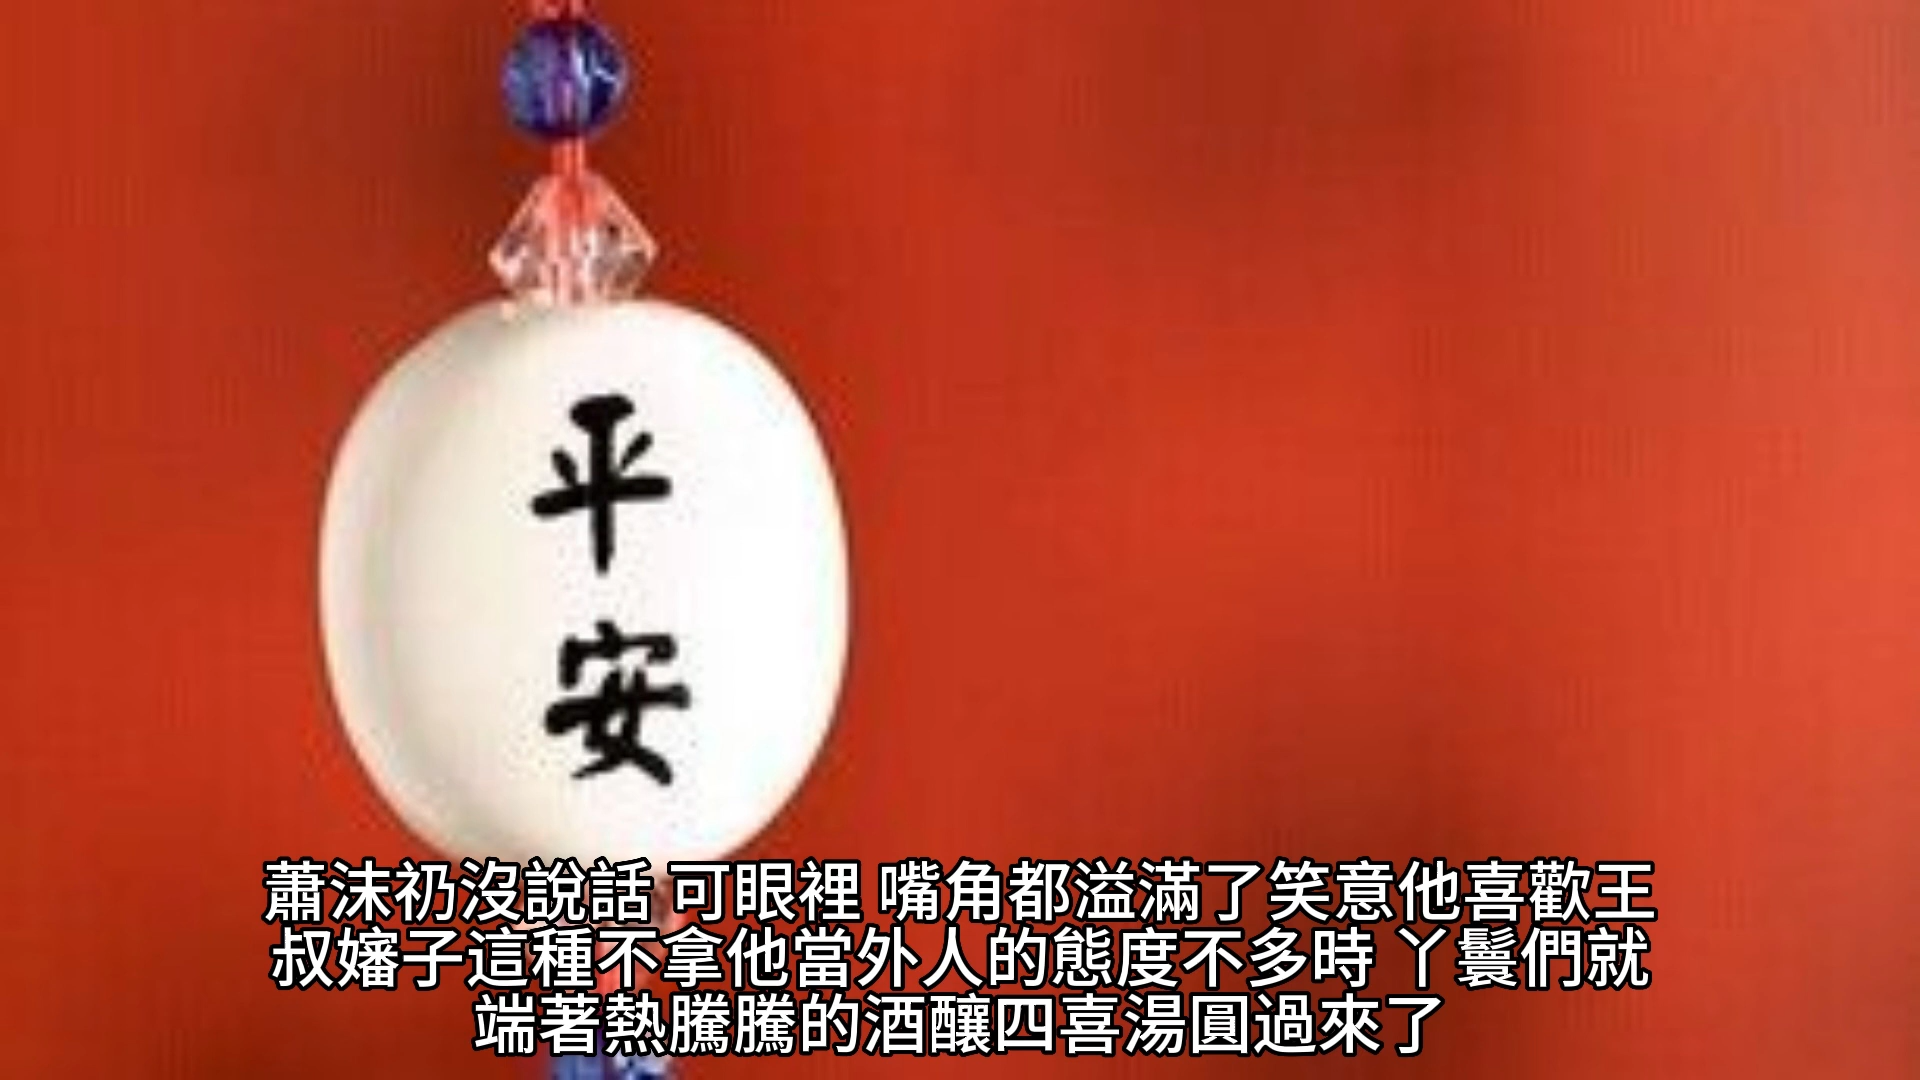 平
安
蕭沫礽沒說話 可眼裡 嘴角都溢滿了笑意他喜歡王
叔嬸子這種不拿他當外人的態度不多時 丫鬟們就
端著熱騰騰的酒釀四喜湯圓過來了